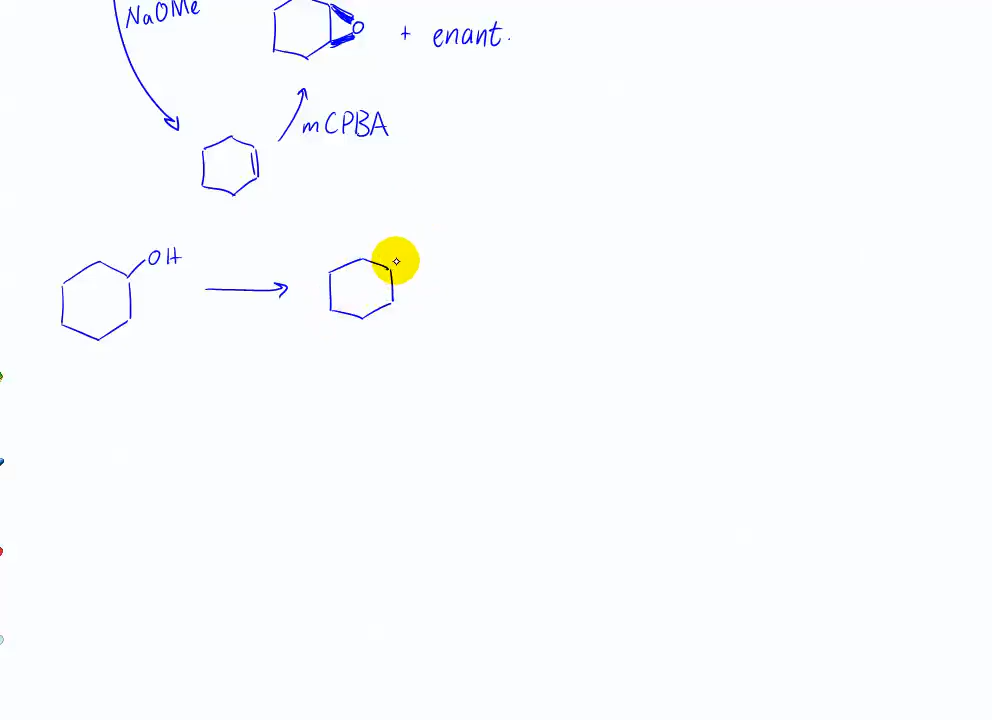 NaOMe
O
+ enant.
mCPBA
OH